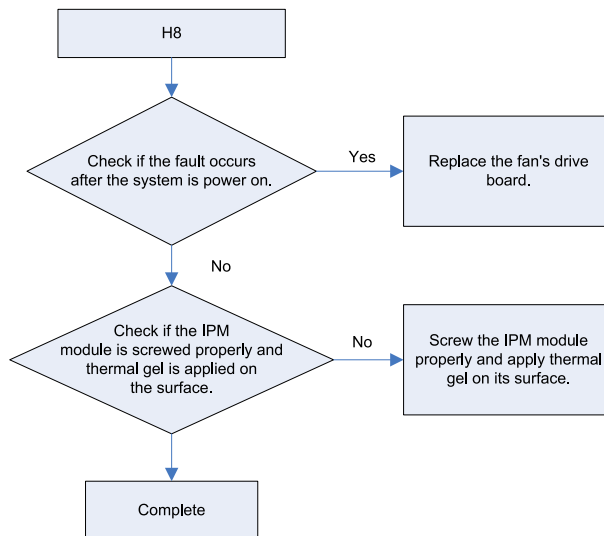 H8
Check if the fault occurs
after the system is power on.
Yes
Replace the fan's drive
board.
No
Check if the IPM
module is screwed properly and
thermal gel is applied on
the surface.
No
Screw the IPM module
properly and apply thermal
gel on its surface.
Complete